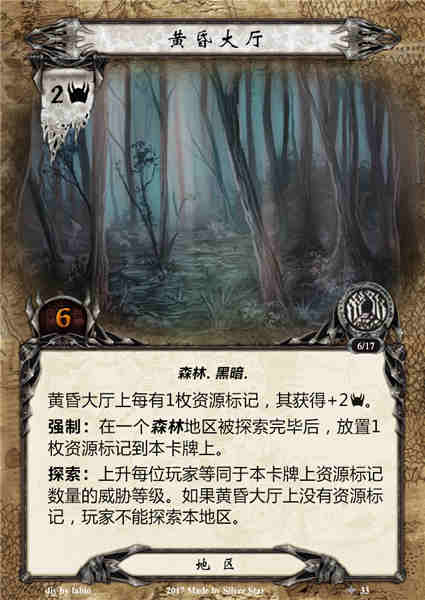 黄昏大厅
2
6
6/17
森林. 黑暗.
黄昏大厅上每有1枚资源标记，其获得+2。
强制：在一个森林地区被探索完毕后，放置1
枚资源标记到本卡牌上。
探索：上升每位玩家等同于本卡牌上资源标记
数量的威胁等级。如果黄昏大厅上没有资源标
记，玩家不能探索本地区。
地区
diy by fabio 2017 Made by Silver Star 33